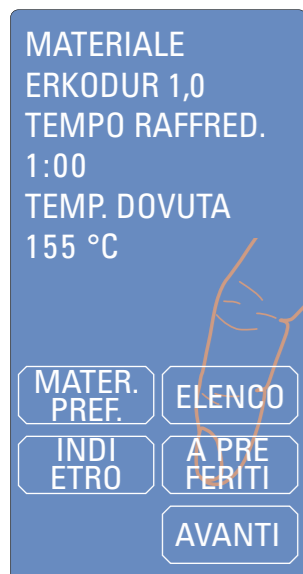 MATERIALE
ERKODUR 1,0
TEMPO RAFFRED.
1:00
TEMP. DOVUTA
155 °C
MATER.
PREF.
ELENCO
INDI
ETRO
A PRE
FERITI
AVANTI